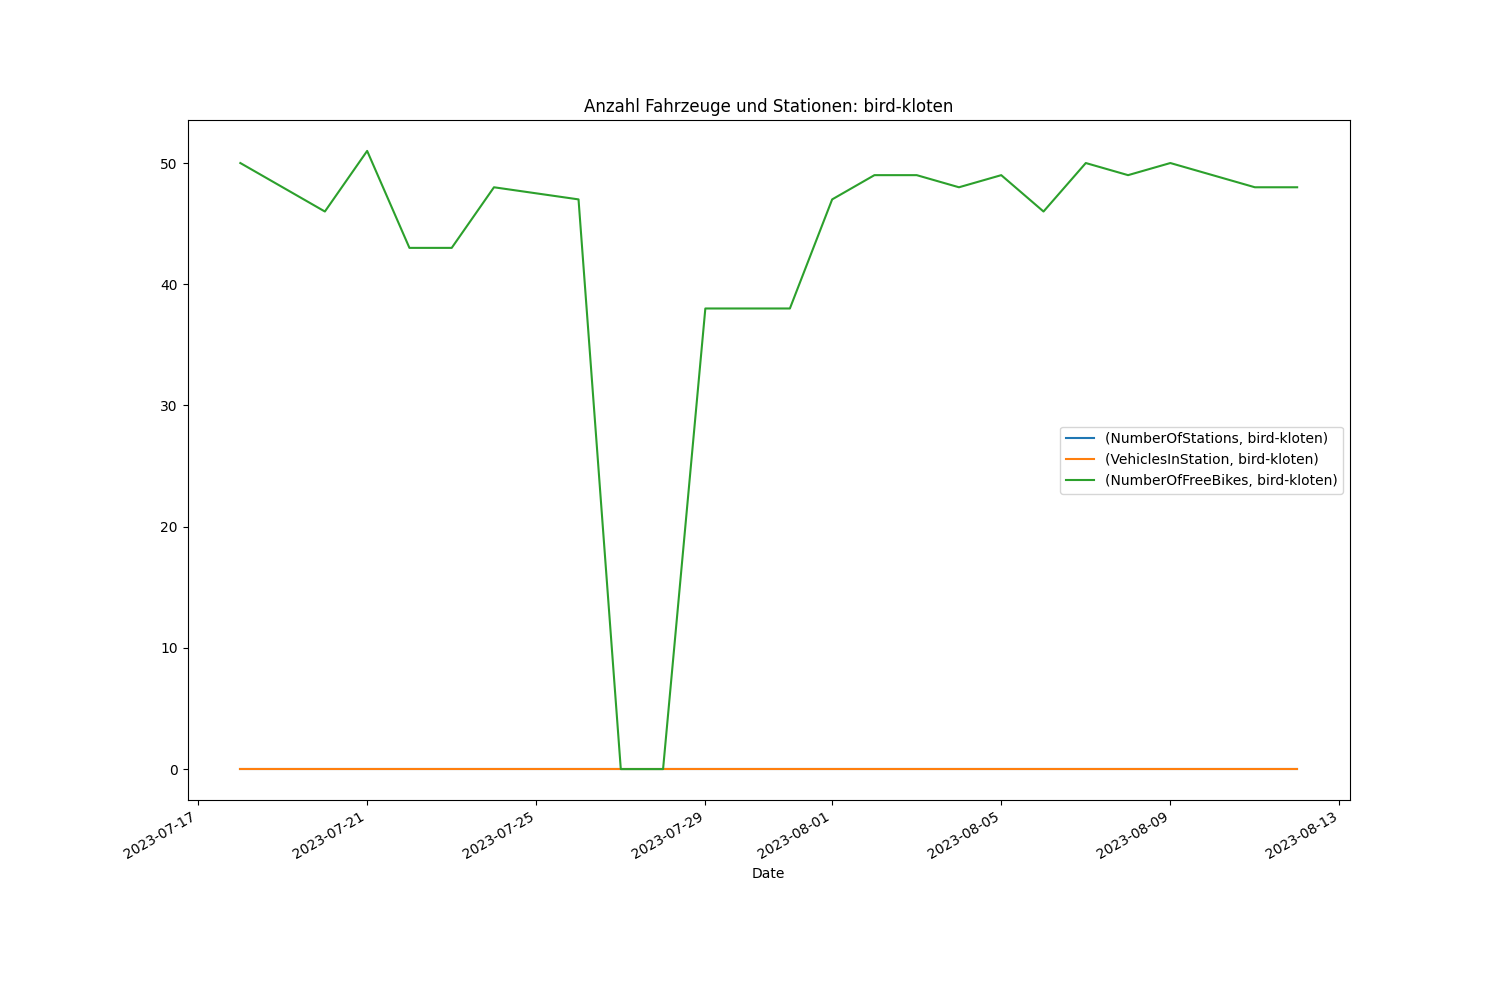 Anzahl Fahrzeuge und Stationen: bird-kloten
50
40
30
20
10
0
(NumberOfStations, bird-kloten)
(VehiclesInStation, bird-kloten)
(NumberOfFreeBikes, bird-kloten)
2023-07-17
2023-07-21
2023-07-25
2023-07-29
2023-08-01
2023-08-05
2023-08-09
2023-08-13
Date